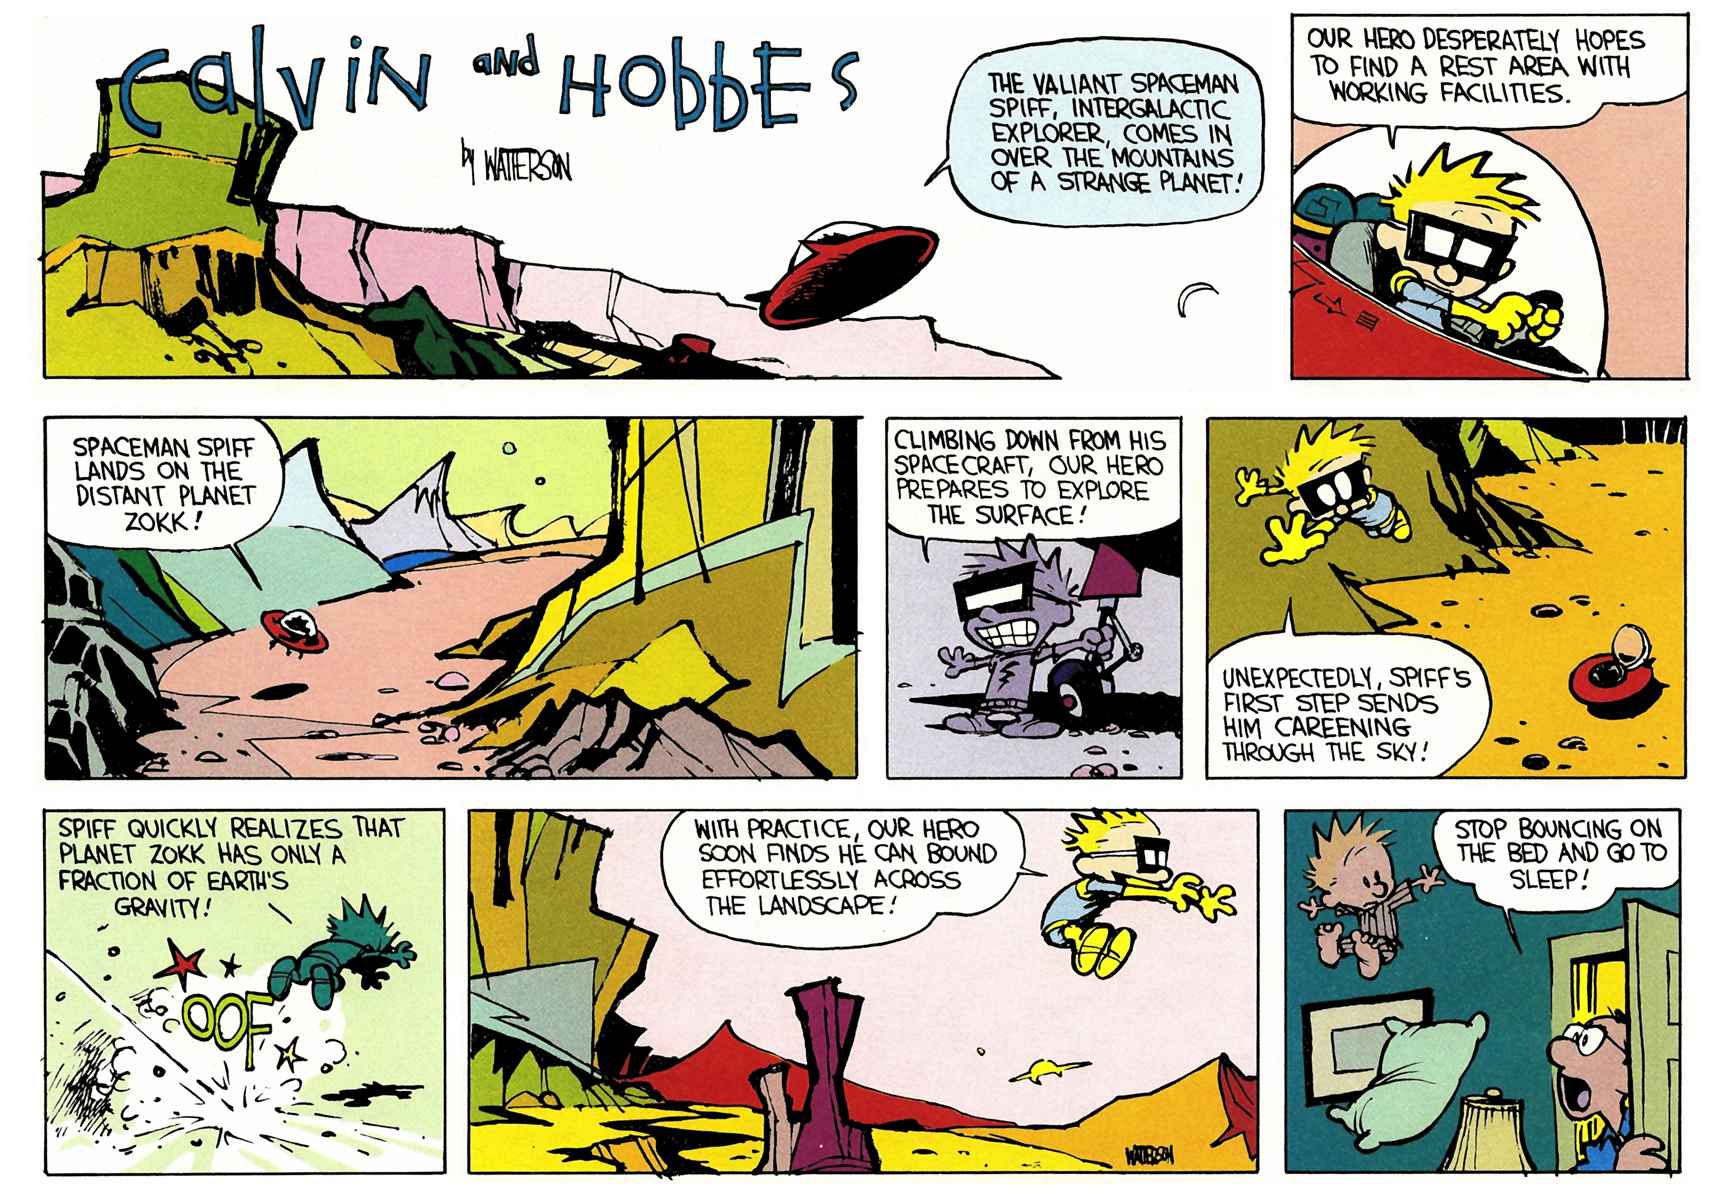 CALVIN AND HOBBES
by WATTERSON
THE VALIANT SPACEMAN
SPIFF, INTERGALACTIC
EXPLORER, COMES IN
OVER THE MOUNTAINS
OF A STRANGE PLANET!
OUR HERO DESPERATELY HOPES
TO FIND A REST AREA WITH
WORKING FACILITIES.
SPACEMAN SPIFF
LANDS ON THE
DISTANT PLANET
ZOKK!
CLIMBING DOWN FROM HIS
SPACECRAFT, OUR HERO
PREPARES TO EXPLORE
THE SURFACE!
UNEXPECTEDLY, SPIFF'S
FIRST STEP SENDS
HIM CAREENING
THROUGH THE SKY!
SPIFF QUICKLY REALIZES THAT
PLANET ZOKK HAS ONLY A
FRACTION OF EARTH'S
GRAVITY!
OOF
WITH PRACTICE, OUR HERO
SOON FINDS HE CAN BOUND
EFFORTLESSLY ACROSS
THE LANDSCAPE!
WATTERSON
STOP BOUNCING ON
THE BED AND GO TO
SLEEP!